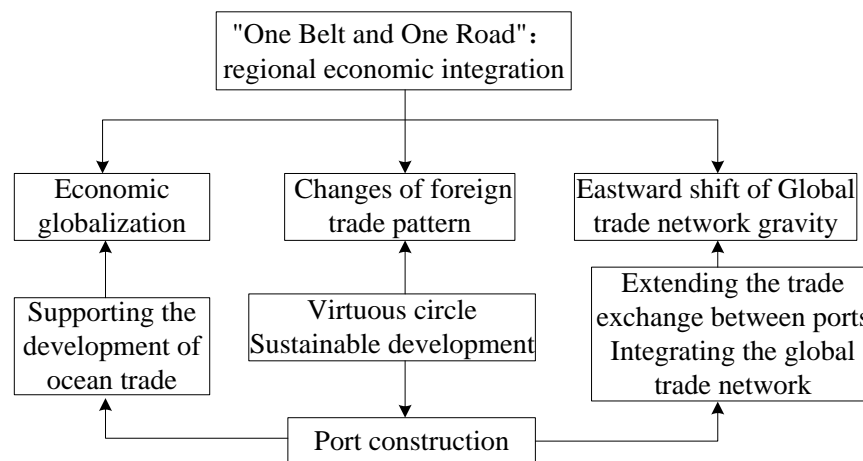 "One Belt and One Road"：
regional economic integration
Economic
globalization
Changes of foreign
trade pattern
Eastward shift of Global
trade network gravity
Supporting the
development of
ocean trade
Virtuous circle
Sustainable development
Extending the trade
exchange between ports
Integrating the global
trade network
Port construction